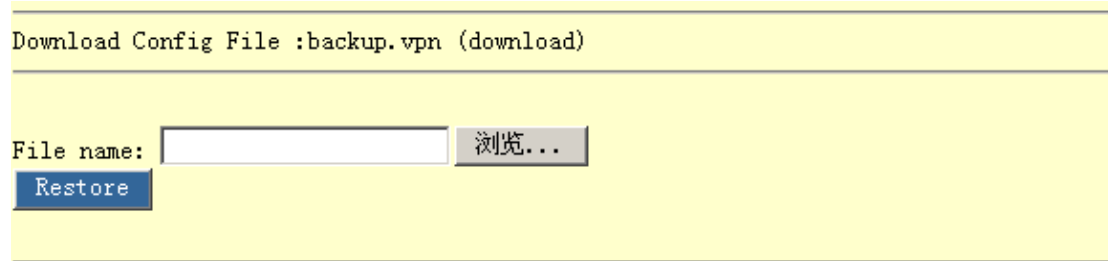 Download Config File :backup.vpn (download)
File name: 浏览...
Restore